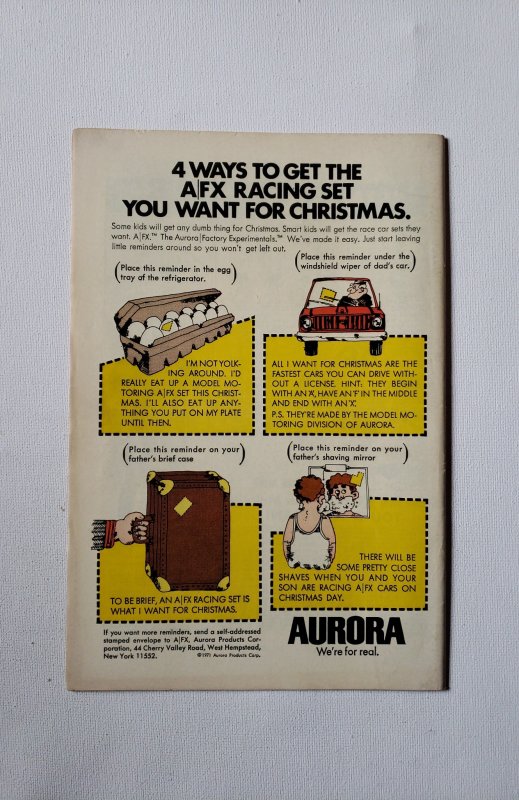 4 WAYS TO GET THE
A|FX RACING SET
YOU WANT FOR CHRISTMAS.
Some kids will get any dumb thing for Christmas. Smart kids will get the race car sets they
want. A|FX.™ The Aurora|Factory Experimentals.™ We've made it easy. Just start leaving
little reminders around so you won't get left out.
(Place this reminder in the egg
tray of the refrigerator.)
I'M NOT YOLK-
ING AROUND. I'D
REALLY EAT UP A MODEL MO-
TORING A|FX SET THIS CHRIST-
MAS. I'LL ALSO EAT UP ANY-
THING YOU PUT ON MY PLATE
UNTIL THEN.
(Place this reminder under the
windshield wiper of dad's car.)
ALL I WANT FOR CHRISTMAS ARE THE
FASTEST CARS YOU CAN DRIVE WITH-
OUT A LICENSE. HINT: THEY BEGIN
WITH AN 'A', HAVE AN 'F' IN THE MIDDLE
AND END WITH AN 'X'.
P.S. THEY'RE MADE BY THE MODEL MO-
TORING DIVISION OF AURORA.
(Place this reminder on your
father's brief case)
TO BE BRIEF, AN A|FX RACING SET IS
WHAT I WANT FOR CHRISTMAS.
(Place this reminder on your
father's shaving mirror)
THERE WILL BE
SOME PRETTY CLOSE
SHAVES WHEN YOU AND YOUR
SON ARE RACING A|FX CARS ON
CHRISTMAS DAY.
If you want more reminders, send a self-addressed
stamped envelope to A|FX, Aurora Products Cor-
poration, 44 Cherry Valley Road, West Hempstead,
New York 11552. ©1971 Aurora Products Corp.
AURORA
We're for real.